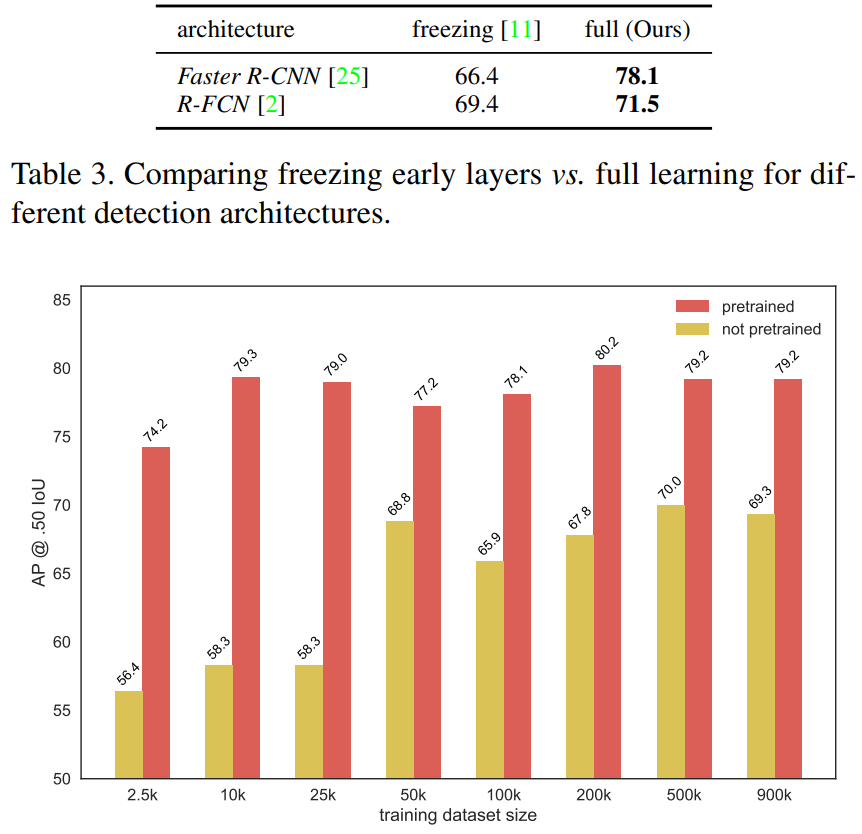 architecture freezing [11] full (Ours)
Faster R-CNN [25] 66.4 78.1
R-FCN [2] 69.4 71.5
Table 3. Comparing freezing early layers vs. full learning for dif-
ferent detection architectures.
85
80
75
70
65
60
55
50
AP @ .50 IoU
pretrained
not pretrained
56.4 74.2
58.3 79.3
58.3 79.0
68.8 77.2
65.9 78.1
67.8 80.2
70.0 79.2
69.3 79.2
2.5k 10k 25k 50k 100k 200k 500k 900k
training dataset size